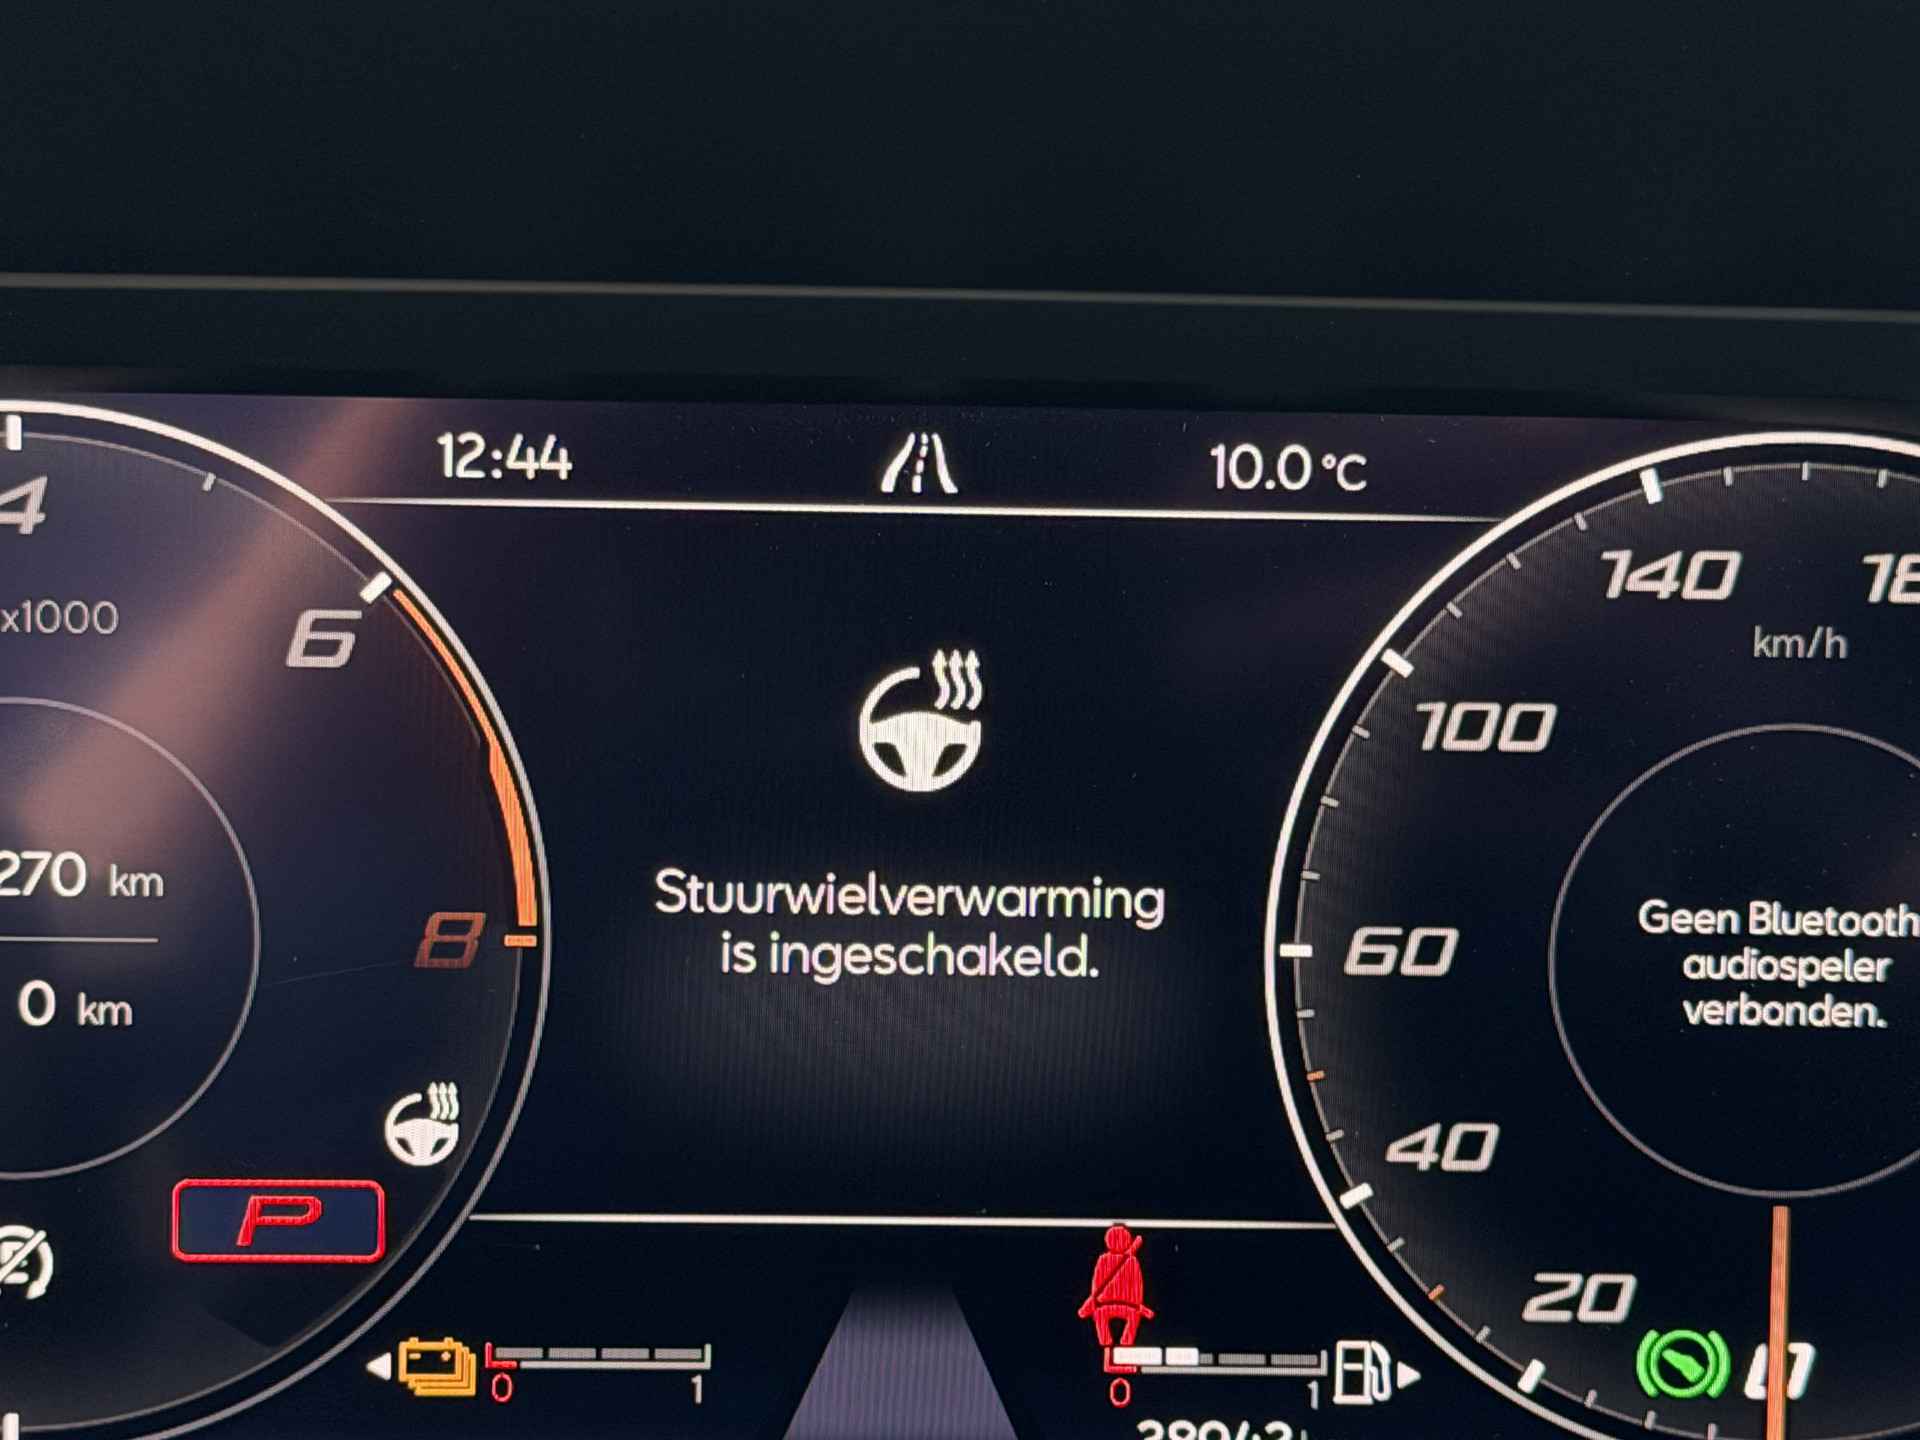 12:44
10.0 °C
4
x1000
6
8
270 km
0 km
P
Stuurwielverwarming
is ingeschakeld.
140
km/h
100
60
40
20
0
Geen Bluetooth
audiospeler
verbonden.
0 1
0 1